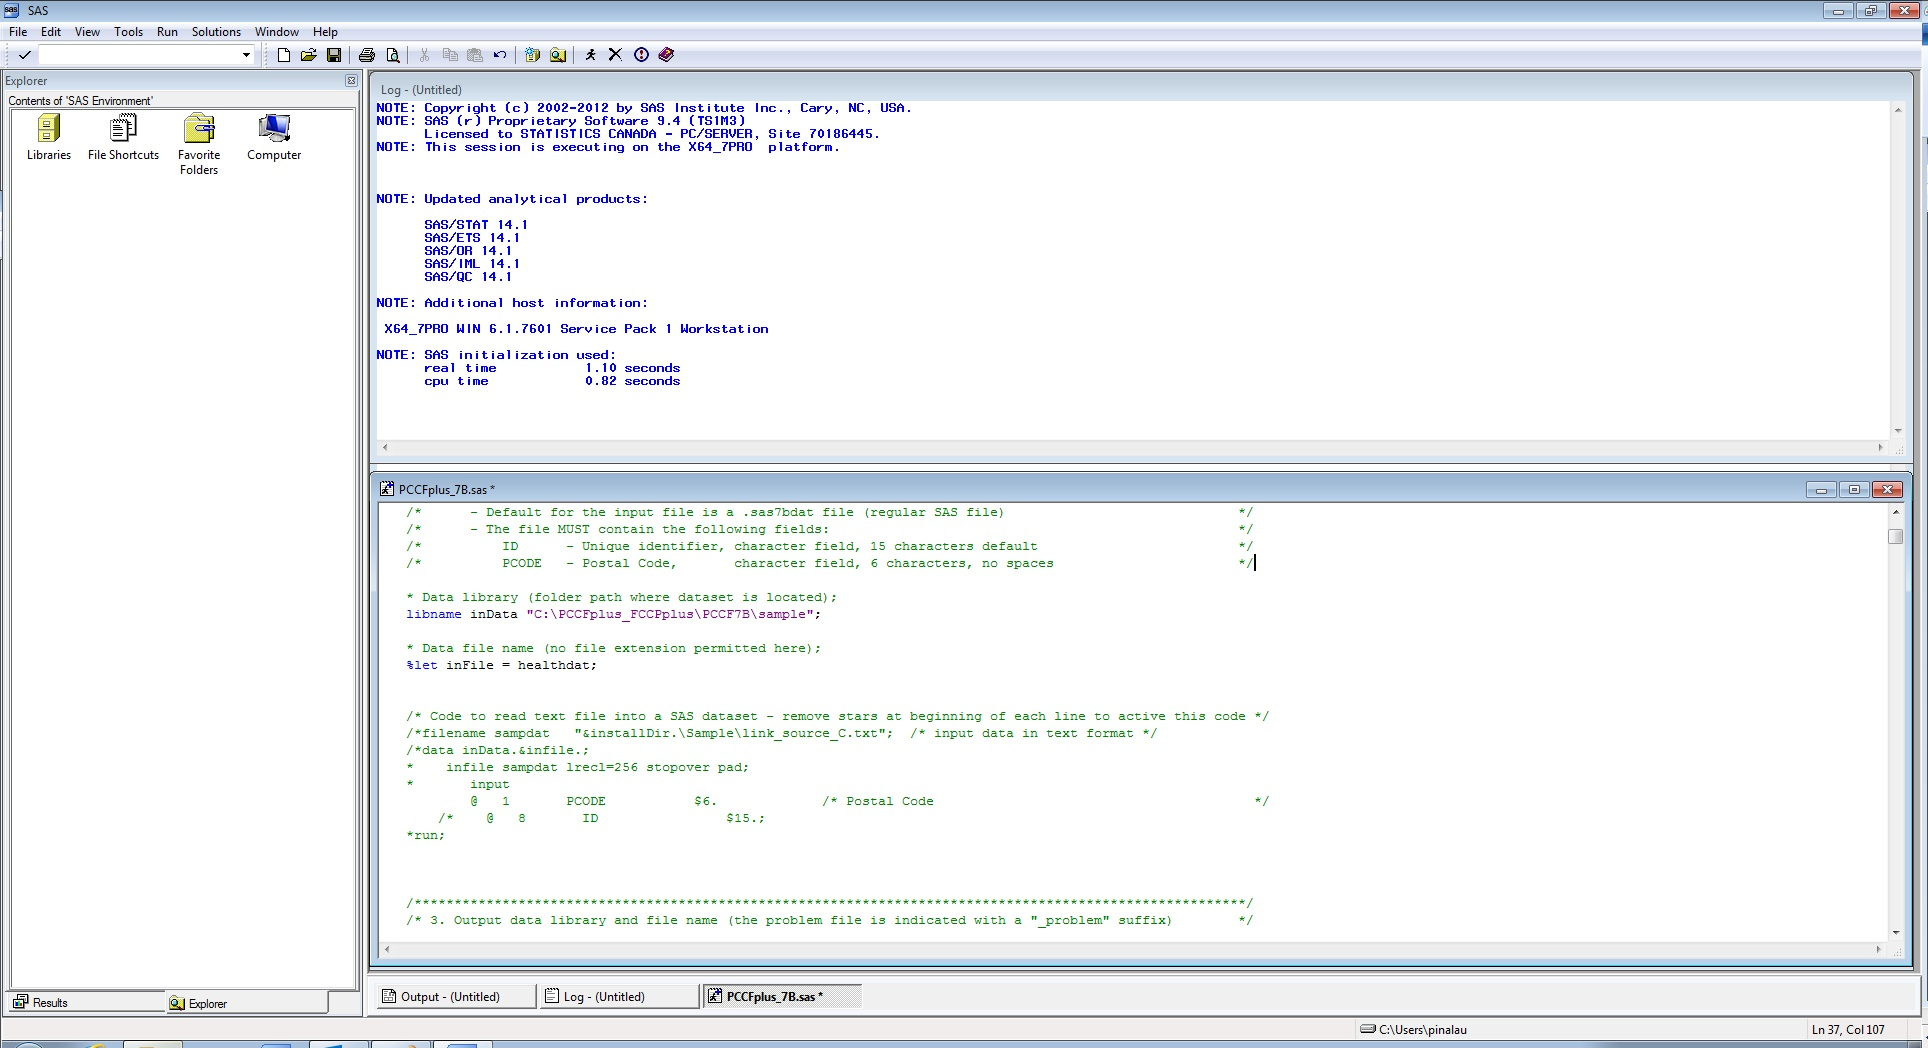 SAS
File Edit View Tools Run Solutions Window Help
Explorer
Contents of 'SAS Environment'
Libraries
File Shortcuts
Favorite Folders
Computer
Log - (Untitled)
NOTE: Copyright (c) 2002-2012 by SAS Institute Inc., Cary, NC, USA.
NOTE: SAS (r) Proprietary Software 9.4 (TS1M3)
Licensed to STATISTICS CANADA - PC/SERVER, Site 70186445.
NOTE: This session is executing on the X64_7PRO platform.
NOTE: Updated analytical products:
SAS/STAT 14.1
SAS/ETS 14.1
SAS/OR 14.1
SAS/IML 14.1
SAS/QC 14.1
NOTE: Additional host information:
X64_7PRO WIN 6.1.7601 Service Pack 1 Workstation
NOTE: SAS initialization used:
real time 1.10 seconds
cpu time 0.82 seconds
PCCFplus_7B.sas *
/* - Default for the input file is a .sas7bdat file (regular SAS file) */
/* - The file MUST contain the following fields: */
/* ID - Unique identifier, character field, 15 characters default */
/* PCODE - Postal Code, character field, 6 characters, no spaces */
* Data library (folder path where dataset is located);
libname inData "C:\PCCFplus_FCCPplus\PCCF7B\sample";
* Data file name (no file extension permitted here);
%let inFile = healthdat;
/* Code to read text file into a SAS dataset - remove stars at beginning of each line to active this code */
/*filename sampdat "&installDir.\Sample\link_source_C.txt"; /* input data in text format */
/*data inData.&infile.;
* infile sampdat lrecl=256 stopover pad;
* input
@ 1 PCODE $6. /* Postal Code */
/* @ 8 ID $15.;
*run;
/********************************************************************************************************/
/* 3. Output data library and file name (the problem file is indicated with a "_problem" suffix) */
Results
Explorer
Output - (Untitled)
Log - (Untitled)
PCCFplus_7B.sas *
C:\Users\pinalau
Ln 37, Col 107